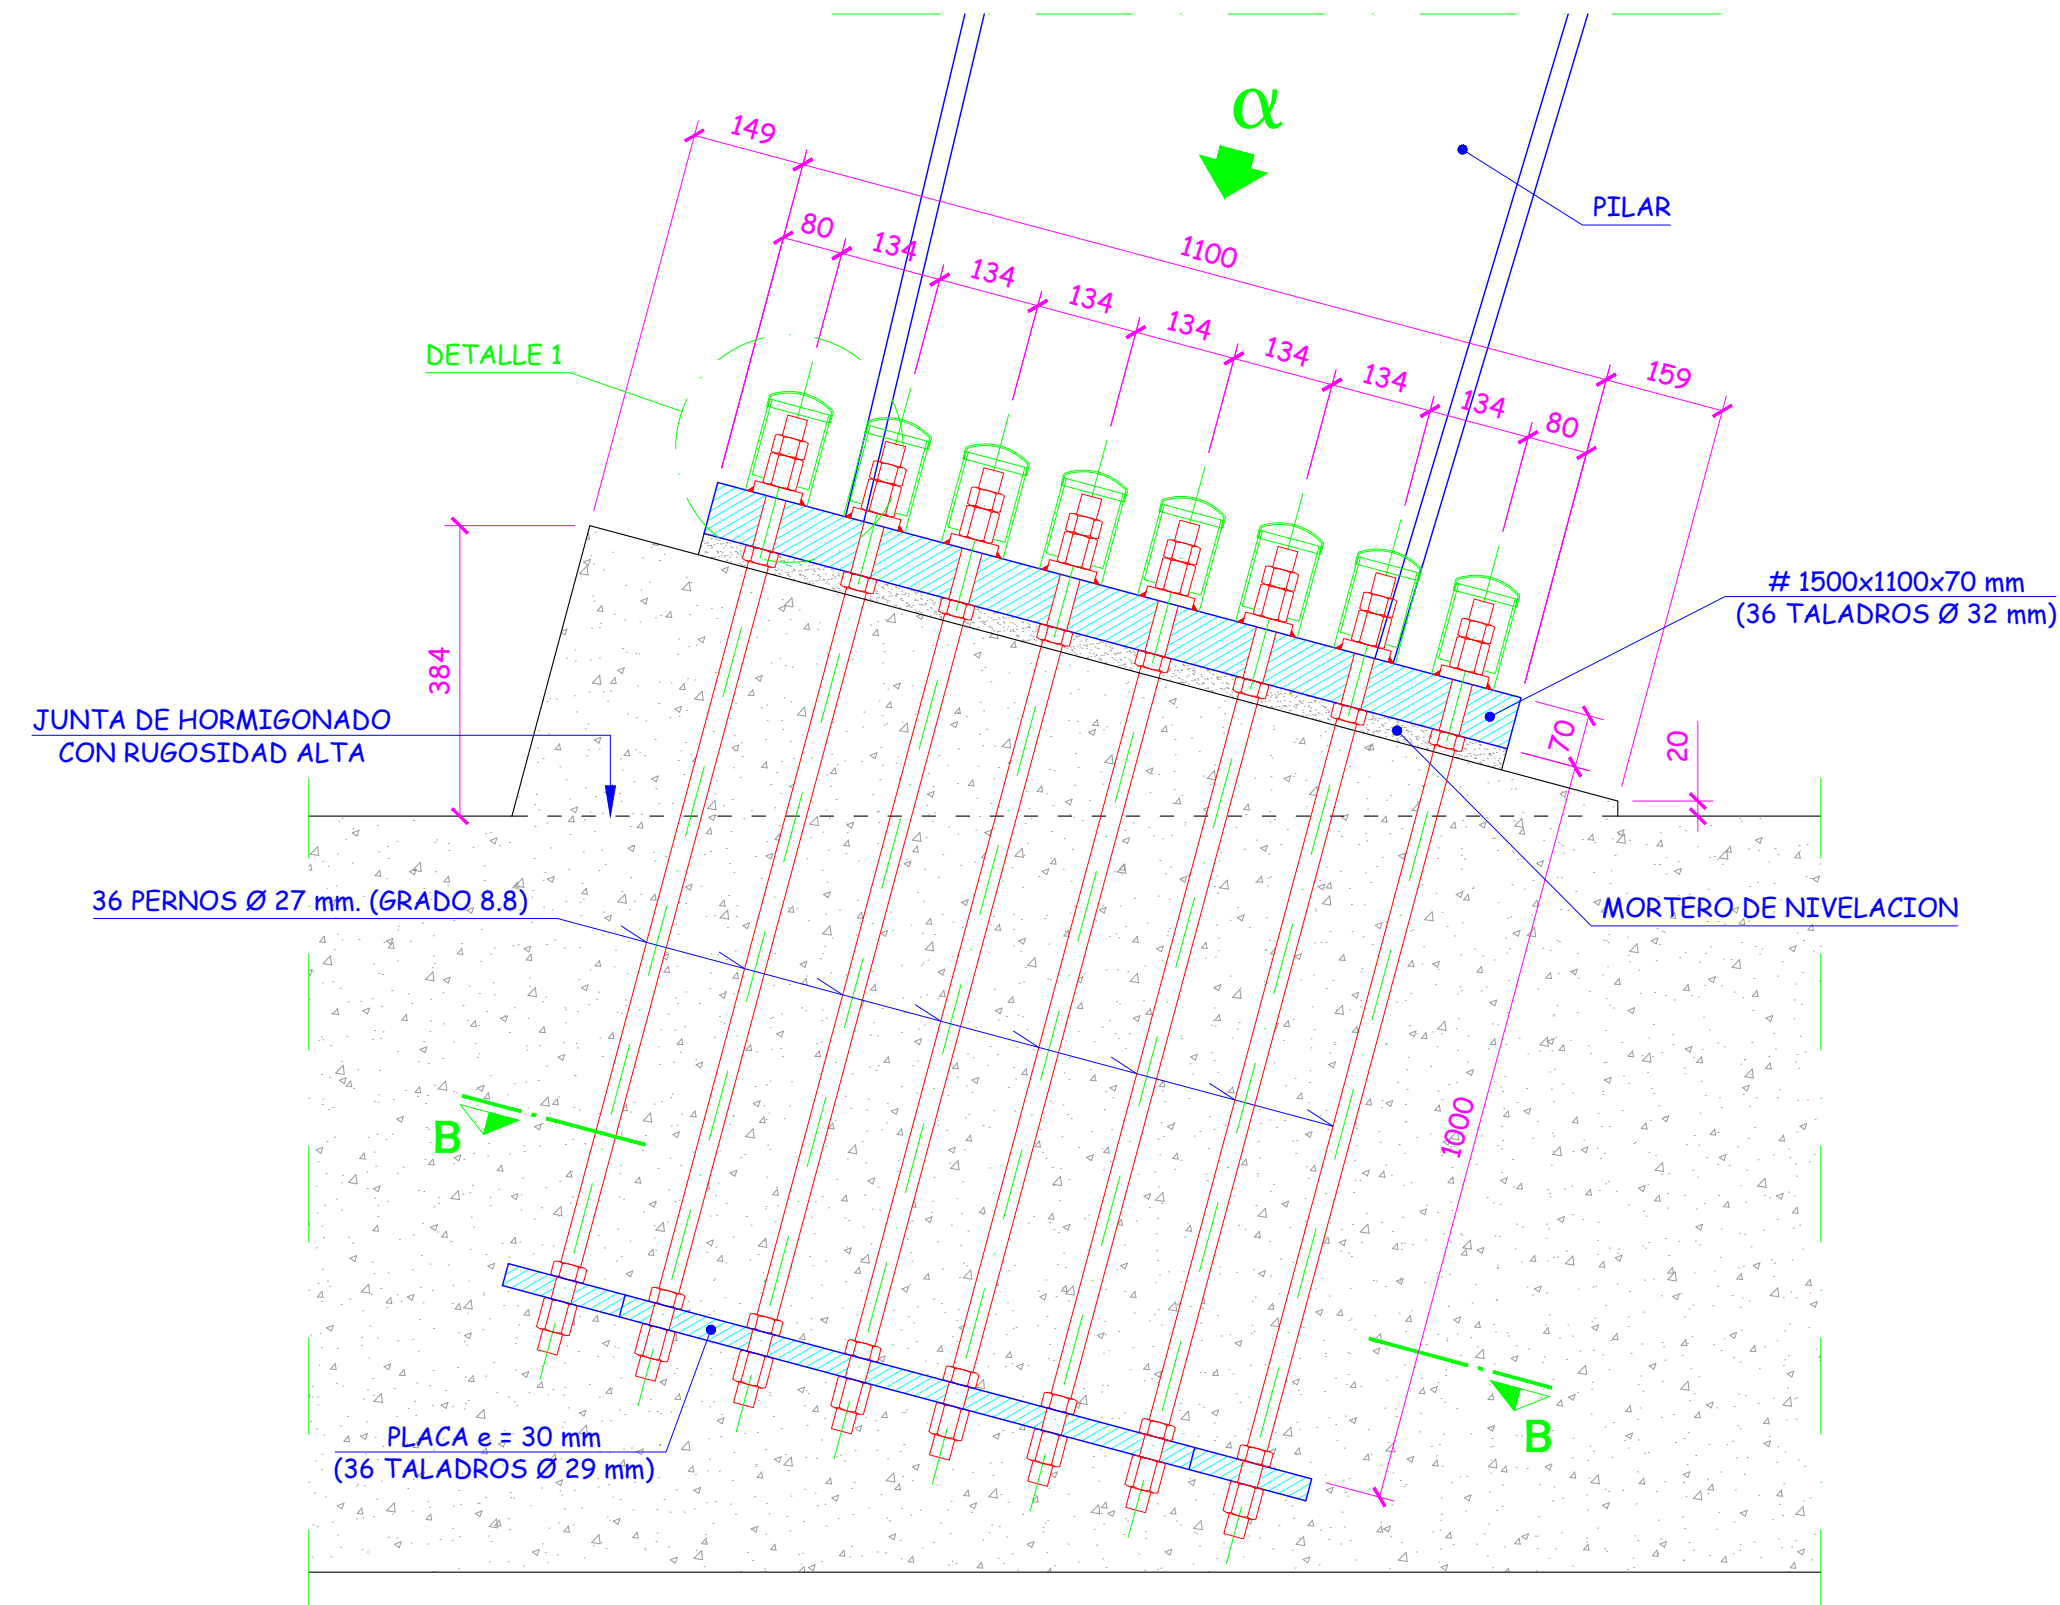 α
149
PILAR
80
134
1100
134
134
134
134
134
134
80
159
DETALLE 1
# 1500x1100x70 mm
(36 TALADROS Ø 32 mm)
384
JUNTA DE HORMIGONADO
CON RUGOSIDAD ALTA
70
20
36 PERNOS Ø 27 mm. (GRADO 8.8)
MORTERO DE NIVELACION
1000
B
B
PLACA e = 30 mm
(36 TALADROS Ø 29 mm)